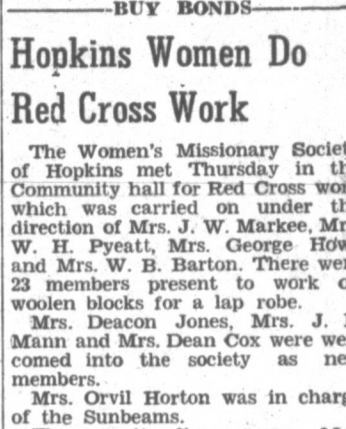 BUY BONDS
Hopkins Women Do
Red Cross Work
The Women's Missionary Societ
of Hopkins met Thursday in th
Community hall for Red Cross wor
which was carried on under th
direction of Mrs. J. W. Markee, Mr
W. H. Pyeatt, Mrs. George How
and Mrs. W. B. Barton. There wer
23 members present to work o
woolen blocks for a lap robe.
Mrs. Deacon Jones, Mrs. J.
Mann and Mrs. Dean Cox were we
comed into the society as ne
members.
Mrs. Orvil Horton was in charg
of the Sunbeams.